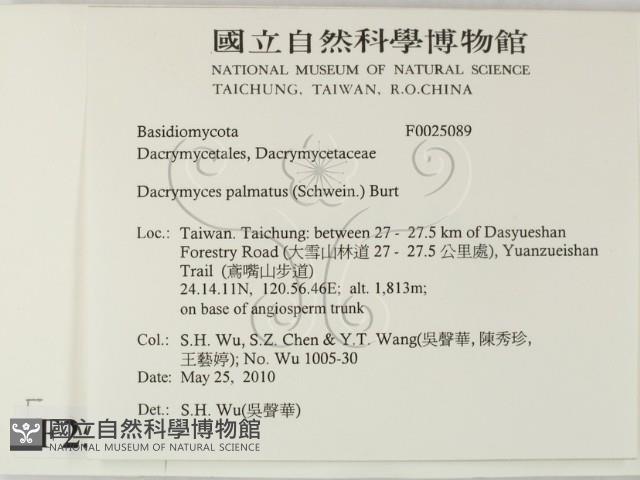 國立自然科學博物館
NATIONAL MUSEUM OF NATURAL SCIENCE
TAICHUNG, TAIWAN, R.O.CHINA
Basidiomycota F0025089
Dacrymycetales, Dacrymycetaceae
Dacrymyces palmatus (Schwein.) Burt
Loc.: Taiwan. Taichung: between 27 - 27.5 km of Dasyueshan
Forestry Road (大雪山林道 27 - 27.5 公里處), Yuanzueishan
Trail (鳶嘴山步道)
24.14.11N, 120.56.46E; alt. 1,813m;
on base of angiosperm trunk
Col.: S.H. Wu, S.Z. Chen & Y.T. Wang(吳聲華, 陳秀珍,
王藝婷); No. Wu 1005-30
Date: May 25, 2010
Det.: S.H. Wu(吳聲華)
國立自然科學博物館
NATIONAL MUSEUM OF NATURAL SCIENCE